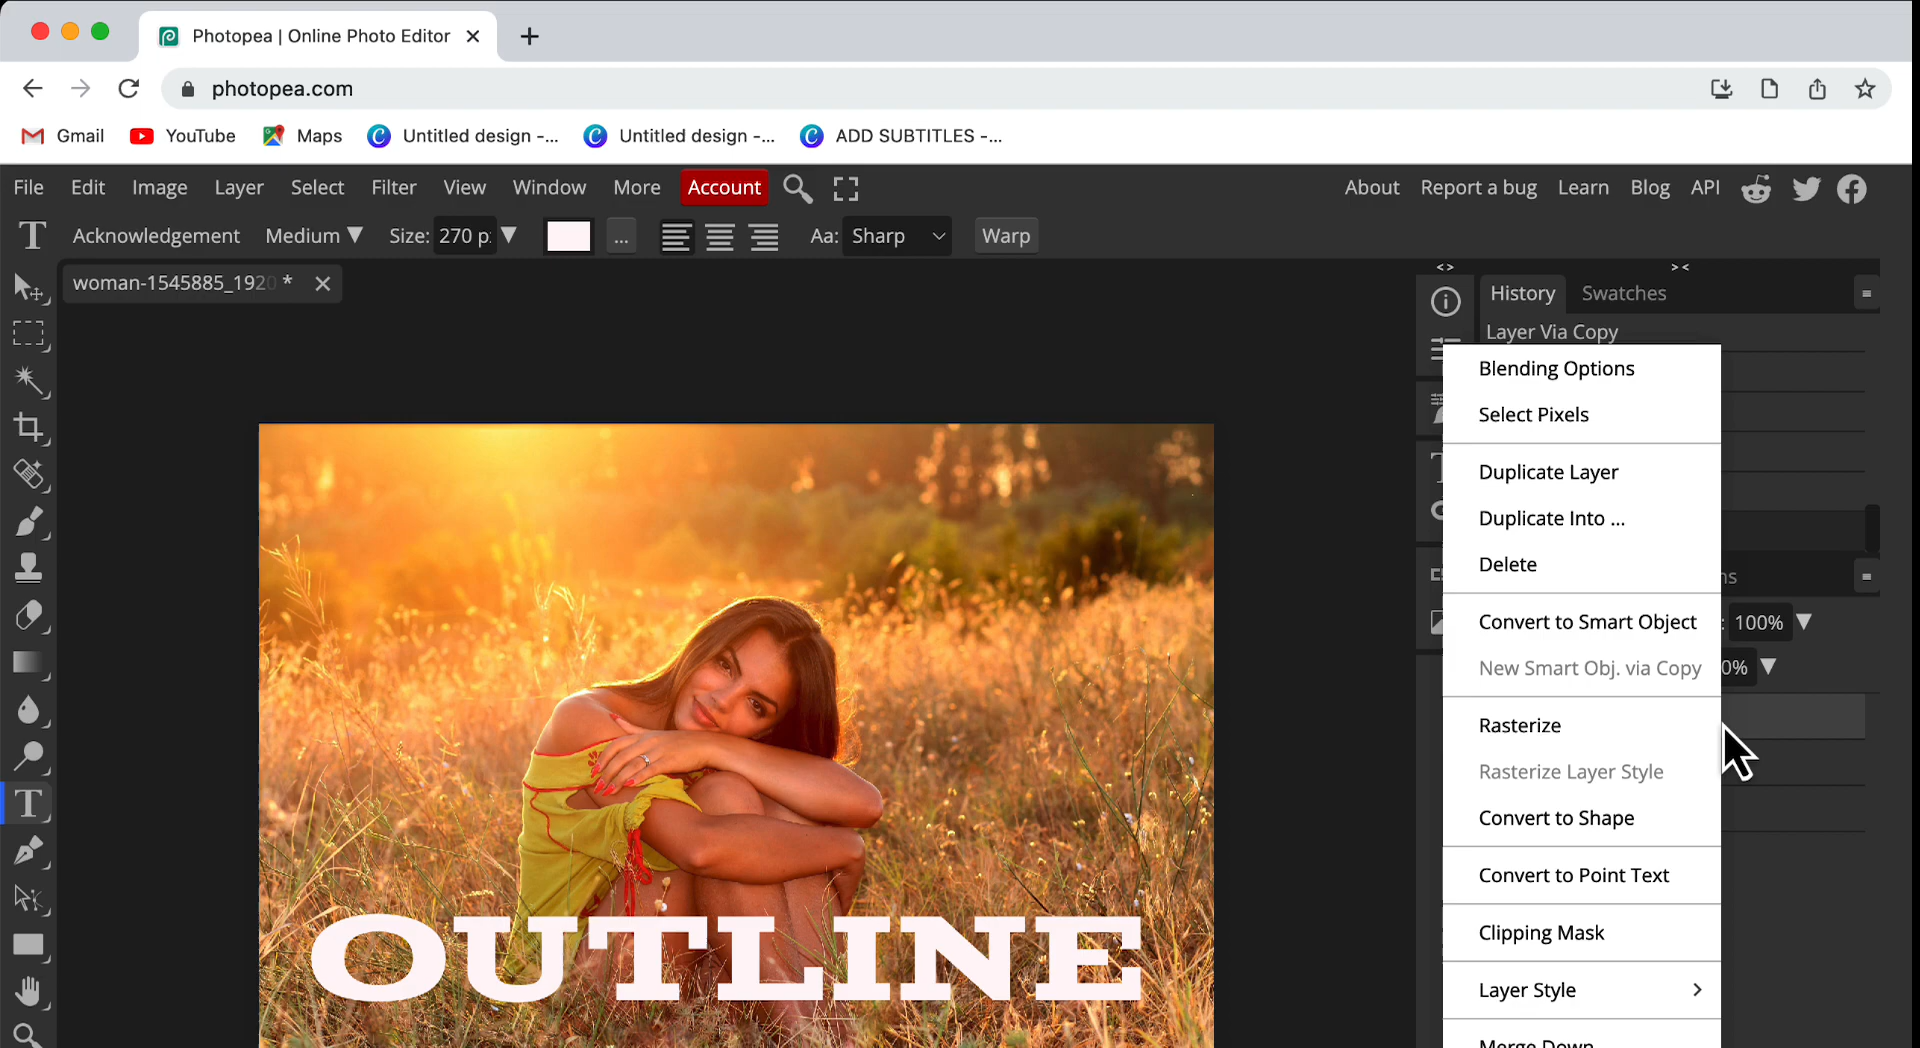 Photopea | Online Photo Editor
photopea.com
Gmail YouTube Maps Untitled design -... Untitled design -... ADD SUBTITLES -...
File Edit Image Layer Select Filter View Window More Account About Report a bug Learn Blog API
T Acknowledgement Medium Size: 270 p: ... Aa: Sharp Warp
woman-1545885_1920 *
< > > <
History Swatches
Layer Via Copy
Blending Options
Select Pixels
Duplicate Layer
Duplicate Into ...
Delete
ns
Convert to Smart Object : 100%
New Smart Obj. via Copy 0%
Rasterize
Rasterize Layer Style
Convert to Shape
Convert to Point Text
Clipping Mask
Layer Style >
Merge Down
T
OUTLINE